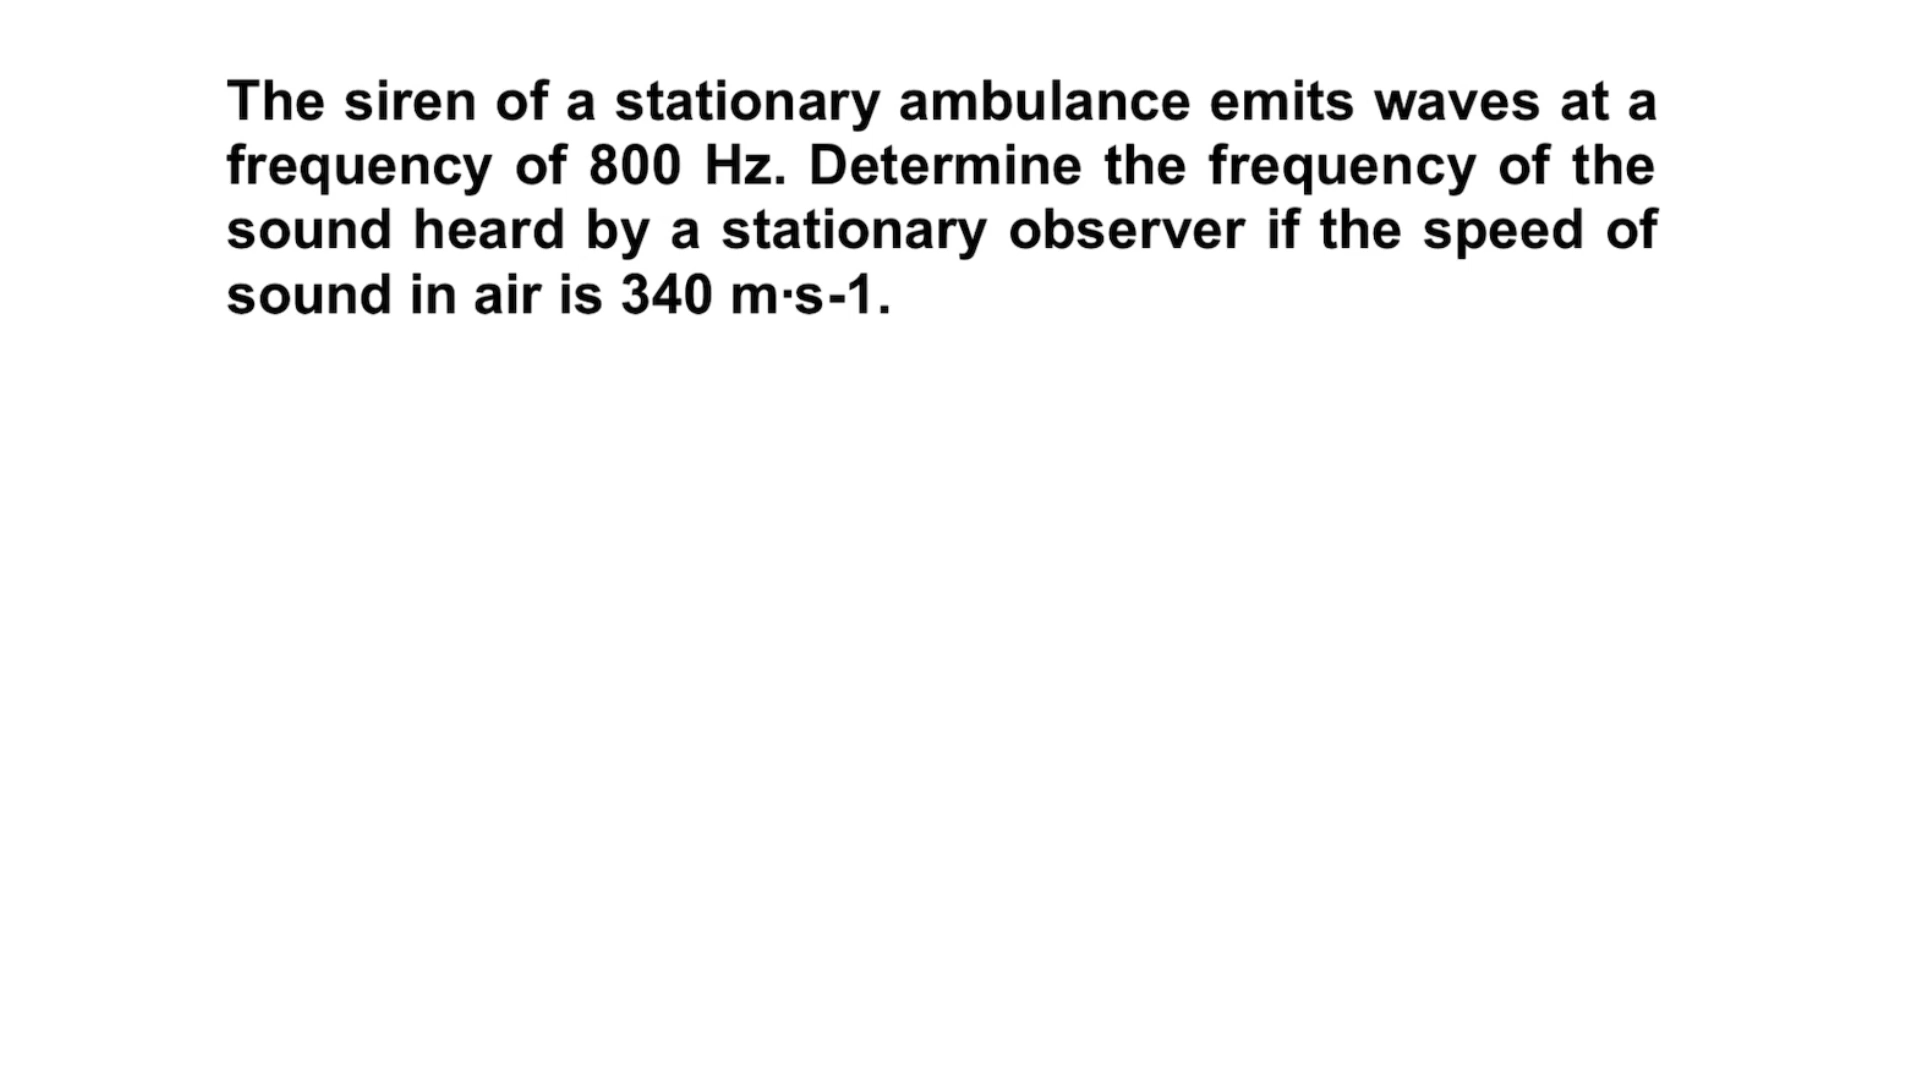 The siren of a stationary ambulance emits waves at a
frequency of 800 Hz. Determine the frequency of the
sound heard by a stationary observer if the speed of
sound in air is 340 m·s-1.